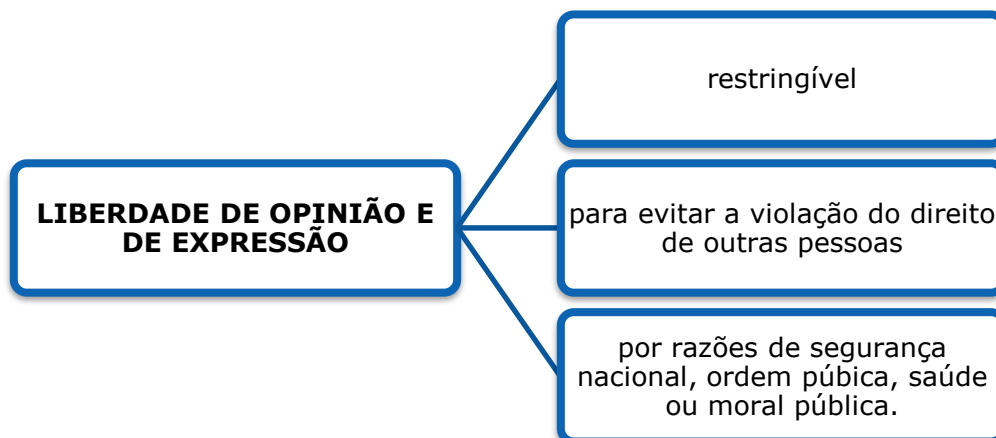 restringível
LIBERDADE DE OPINIÃO E
DE EXPRESSÃO
para evitar a violação do direito
de outras pessoas
por razões de segurança
nacional, ordem púbica, saúde
ou moral pública.